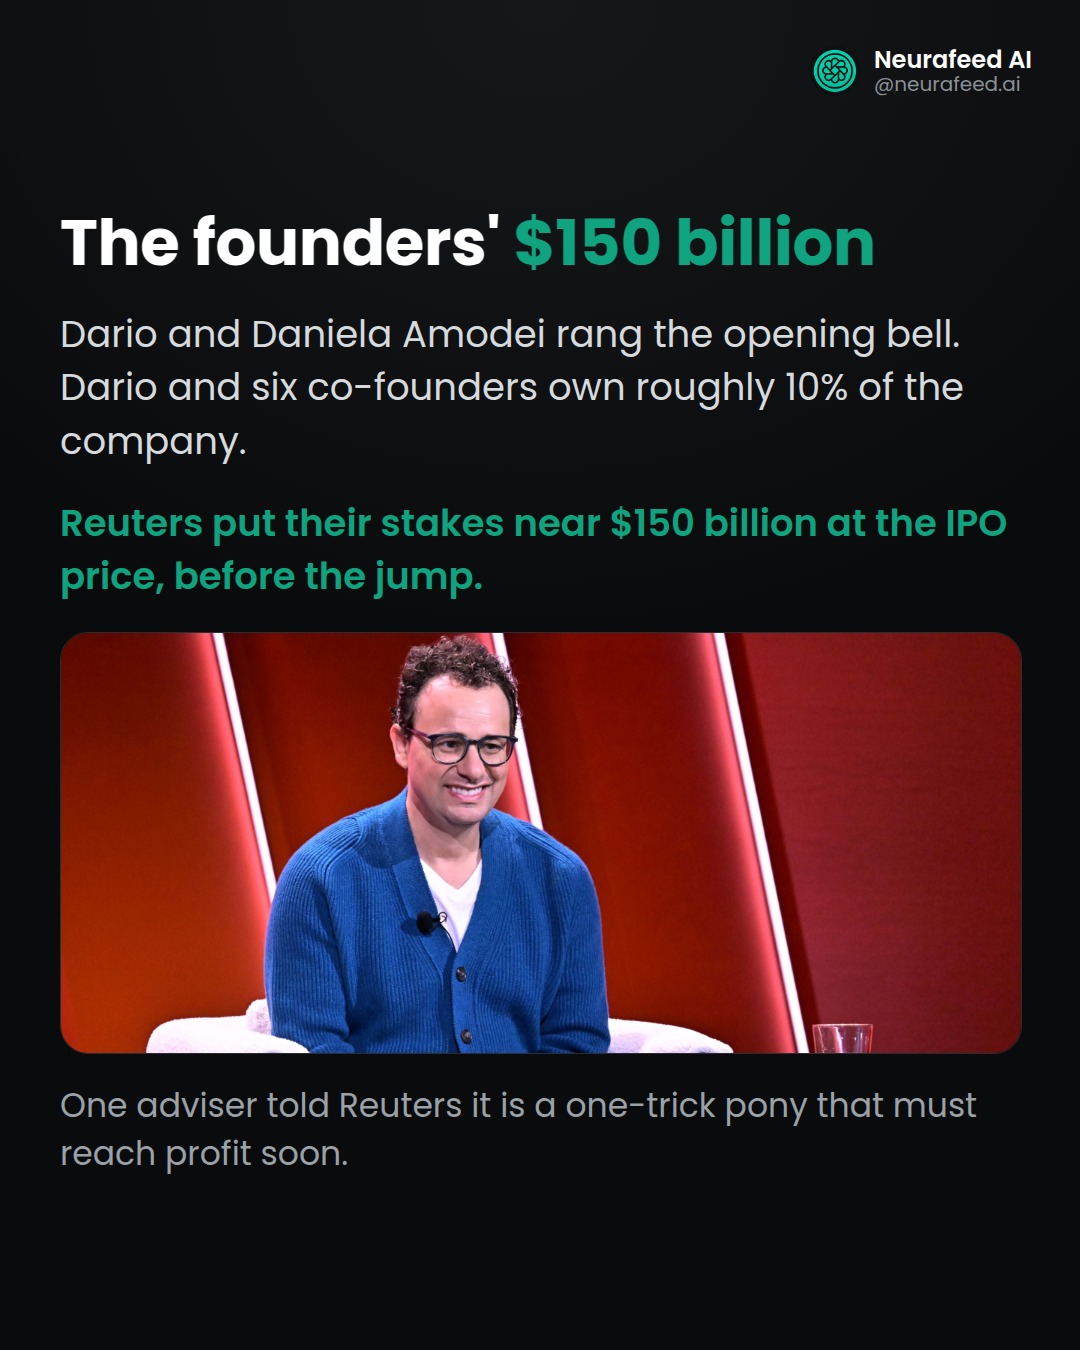 Neurafeed AI
@neurafeed.ai
The founders' $150 billion
Dario and Daniela Amodei rang the opening bell.
Dario and six co-founders own roughly 10% of the
company.
Reuters put their stakes near $150 billion at the IPO
price, before the jump.
One adviser told Reuters it is a one-trick pony that must
reach profit soon.